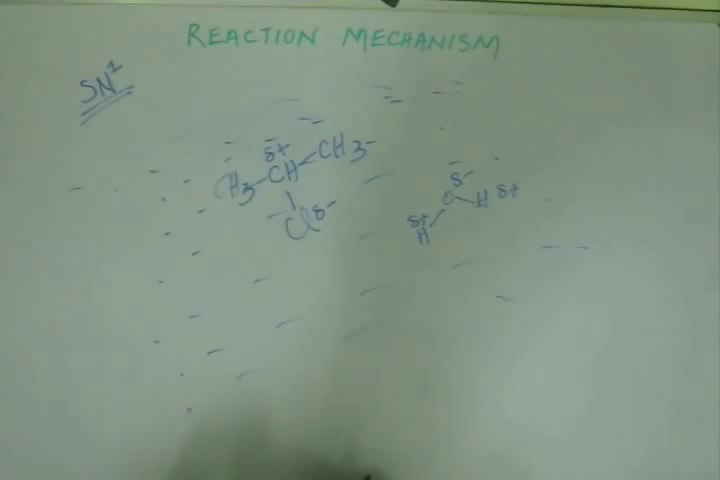 REACTION MECHANISM
SN1
δ+
CH3-CH-CH3
Clδ-
δ-
O-H δ+
δ+
H